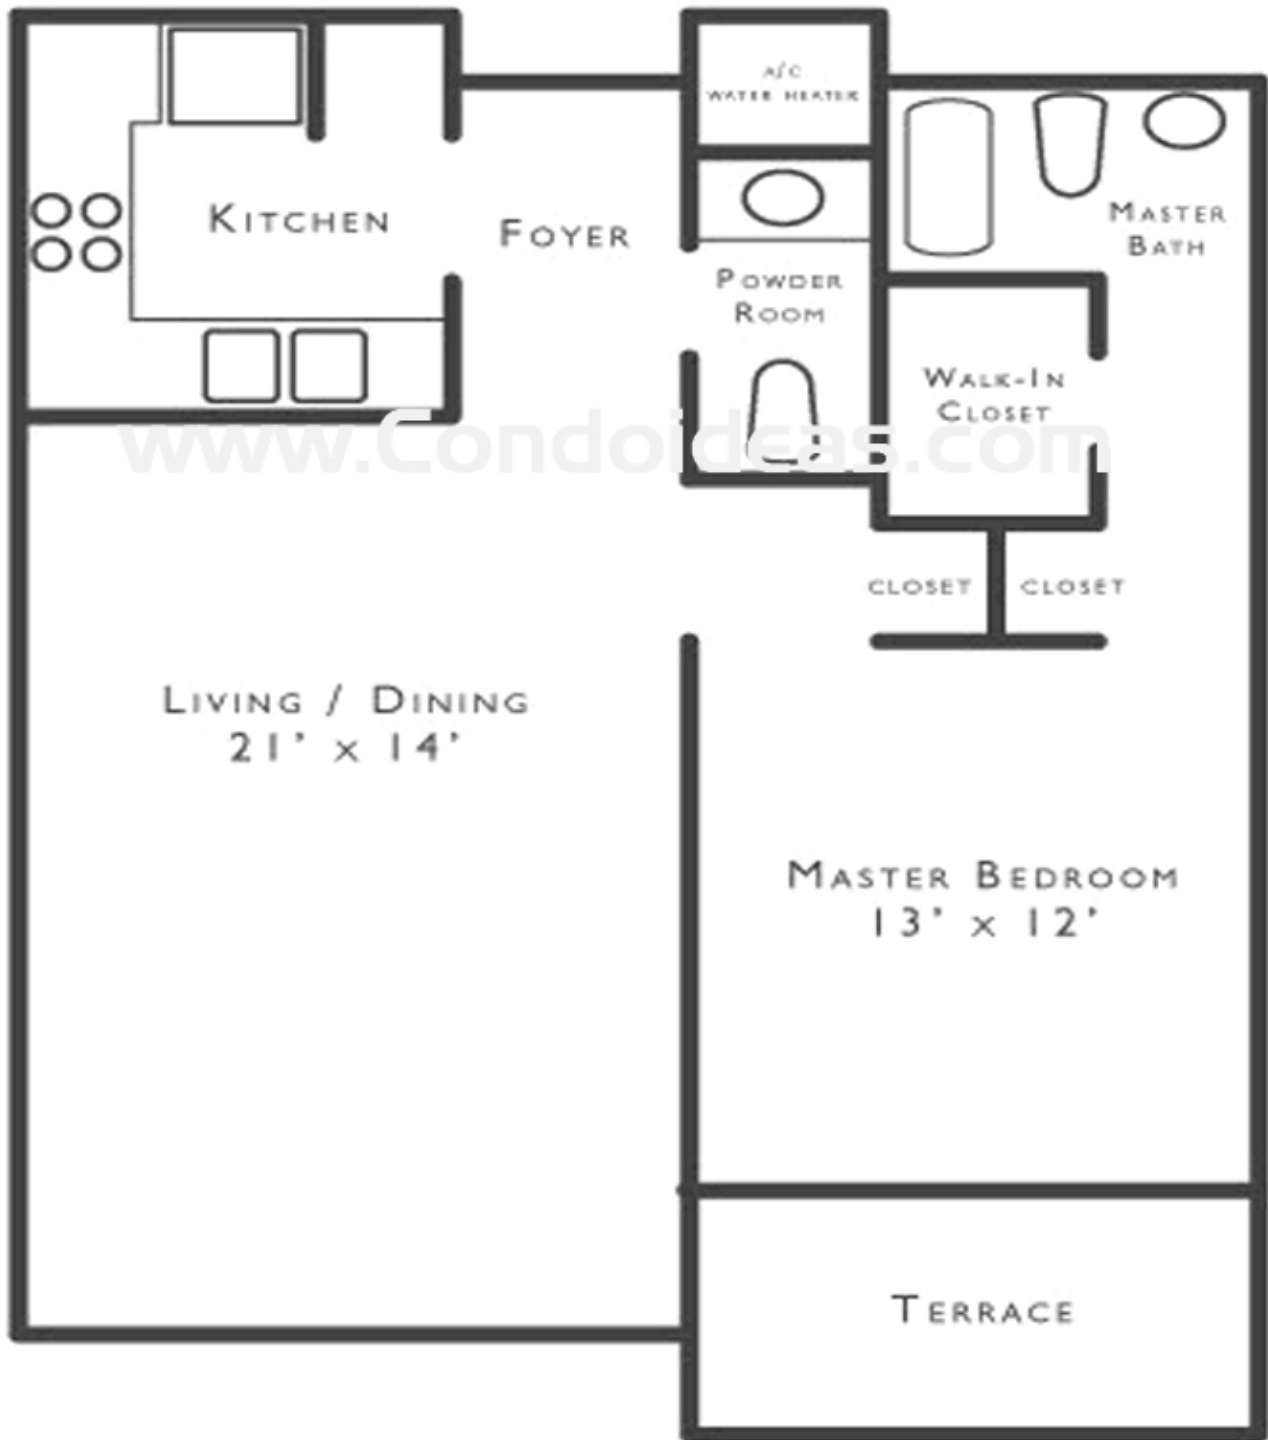 A/C
WATER HEATER
KITCHEN
FOYER
MASTER
BATH
POWDER
ROOM
WALK-IN
CLOSET
www.Condoideas.com
CLOSET
CLOSET
LIVING / DINING
21' x 14'
MASTER BEDROOM
13' x 12'
TERRACE